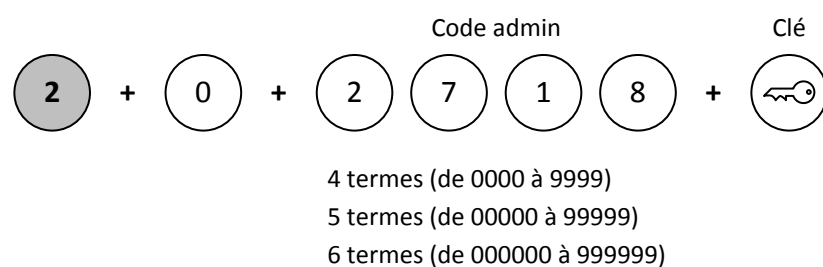 Code admin Clé
2 + 0 + 2 7 1 8 +
4 termes (de 0000 à 9999)
5 termes (de 00000 à 99999)
6 termes (de 000000 à 999999)